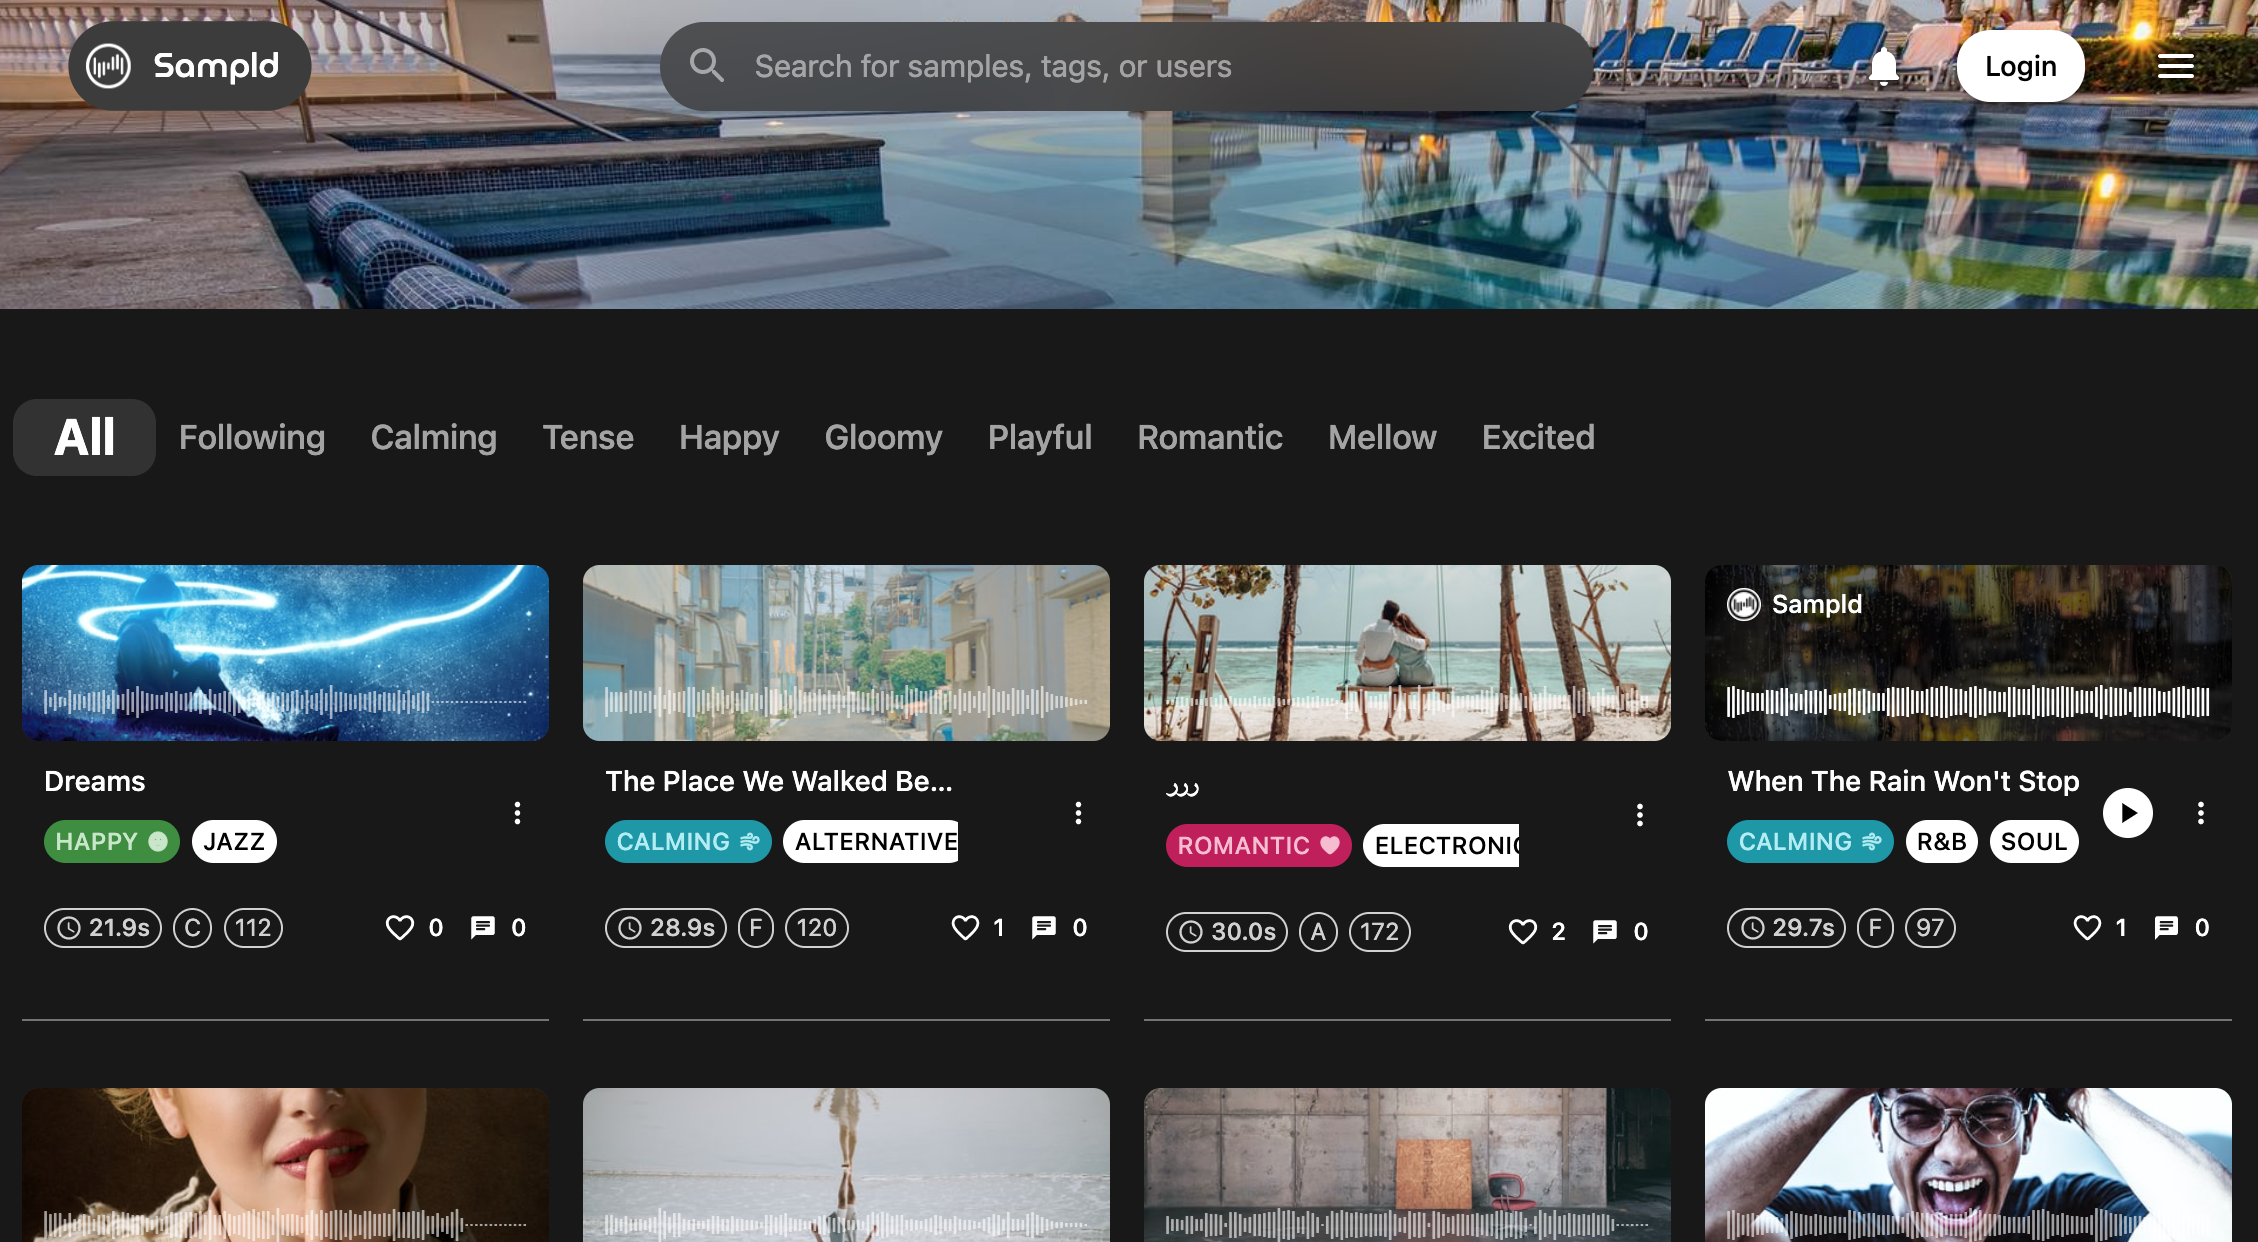 Sampld
Search for samples, tags, or users
Login
All
Following
Calming
Tense
Happy
Gloomy
Playful
Romantic
Mellow
Excited
Dreams
HAPPY
JAZZ
21.9s
C
112
0
0
The Place We Walked Be...
CALMING
ALTERNATIVE
28.9s
F
120
1
0
ROMANTIC
ELECTRONIC
30.0s
A
172
2
0
Sampld
When The Rain Won't Stop
CALMING
R&B
SOUL
29.7s
F
97
1
0